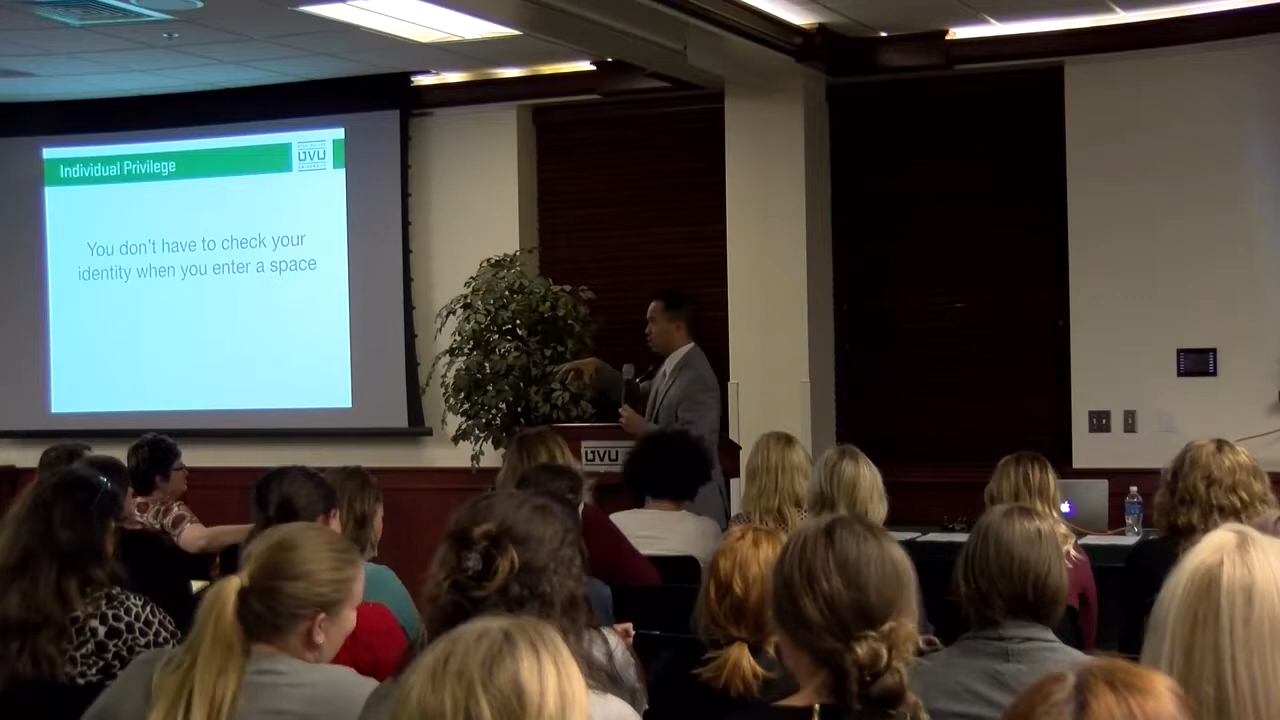 Individual Privilege
UVU
You don't have to check your
identity when you enter a space
UVU